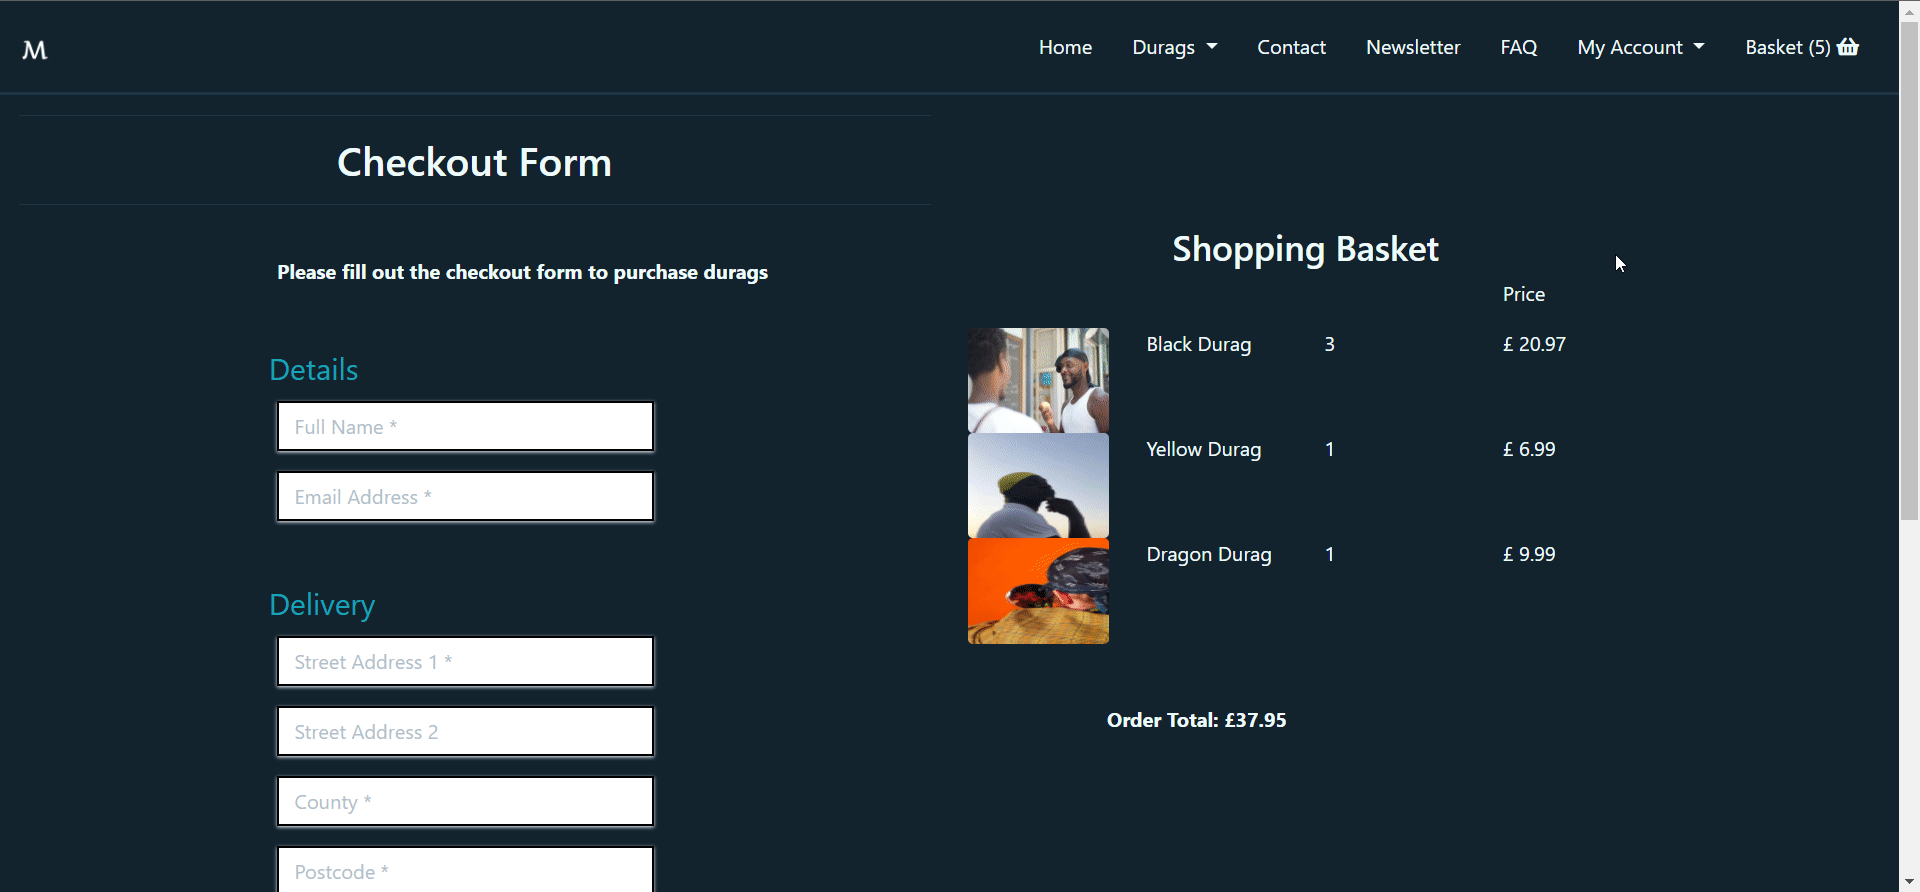 M
Home Durags Contact Newsletter FAQ My Account Basket (5)
Checkout Form
Please fill out the checkout form to purchase durags
Details
Full Name *
Email Address *
Delivery
Street Address 1 *
Street Address 2
County *
Postcode *
Shopping Basket
Price
Black Durag 3 £ 20.97
Yellow Durag 1 £ 6.99
Dragon Durag 1 £ 9.99
Order Total: £37.95